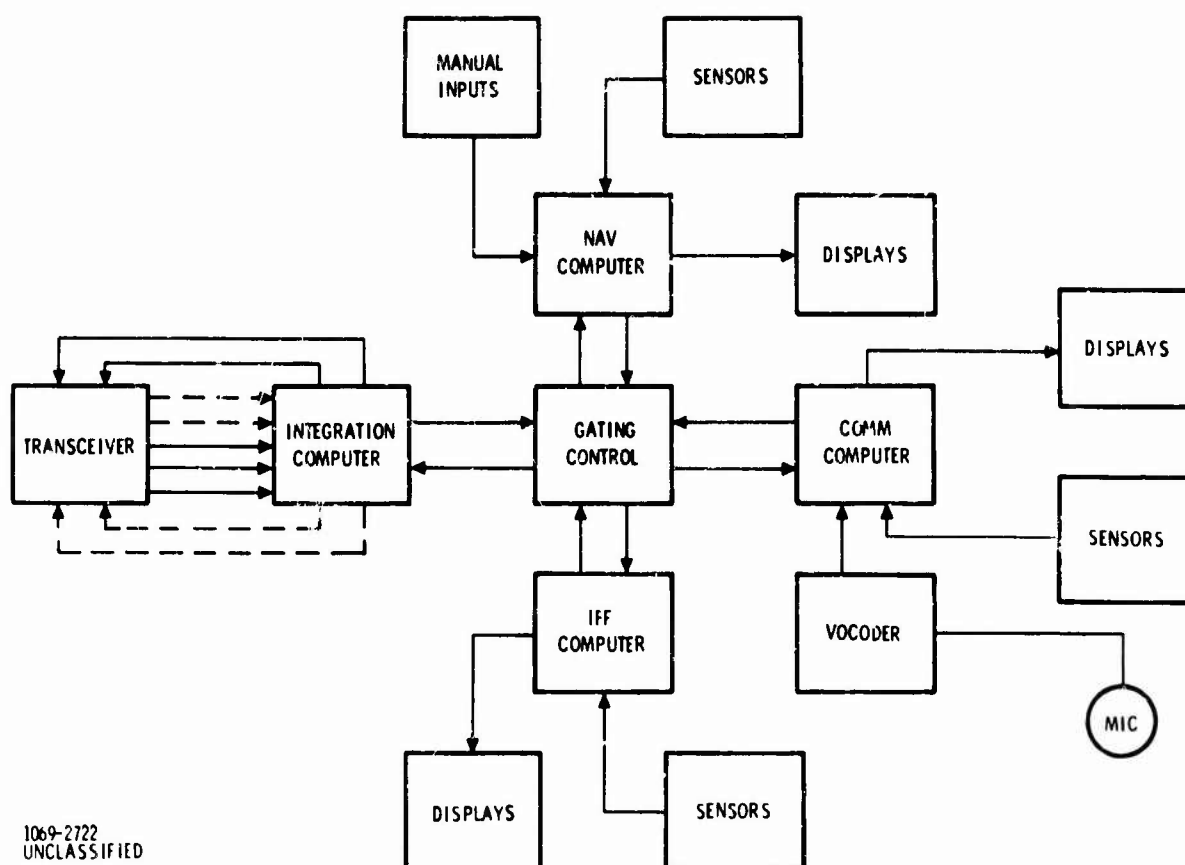 MANUAL
INPUTS
SENSORS
NAV
COMPUTER
DISPLAYS
DISPLAYS
TRANSCEIVER
INTEGRATION
COMPUTER
GATING
CONTROL
COMM
COMPUTER
SENSORS
IFF
COMPUTER
VOCODER
MIC
DISPLAYS
SENSORS
1069-2722
UNCLASSIFIED